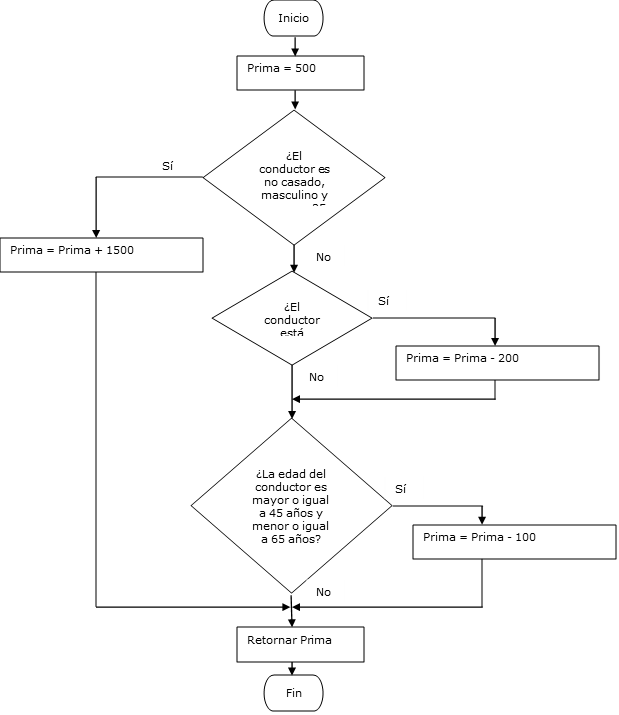 Inicio
Prima = 500
¿El
conductor es
no casado,
masculino y
Sí
Prima = Prima + 1500
No
¿El
conductor
está
Sí
Prima = Prima - 200
No
¿La edad del
conductor es
mayor o igual
a 45 años y
menor o igual
a 65 años?
Sí
Prima = Prima - 100
No
Retornar Prima
Fin